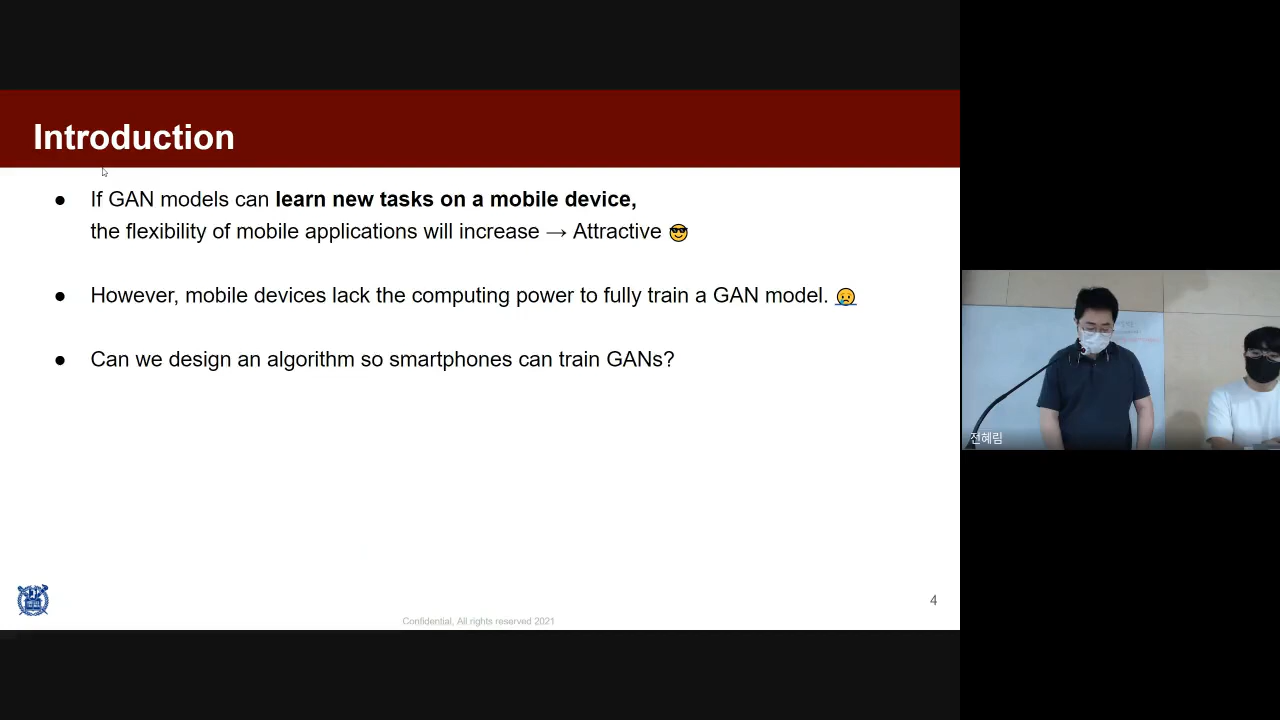 Introduction
● If GAN models can learn new tasks on a mobile device,
the flexibility of mobile applications will increase → Attractive 😎
● However, mobile devices lack the computing power to fully train a GAN model. 😢
● Can we design an algorithm so smartphones can train GANs?
4
Confidential, All rights reserved 2021
전혜림